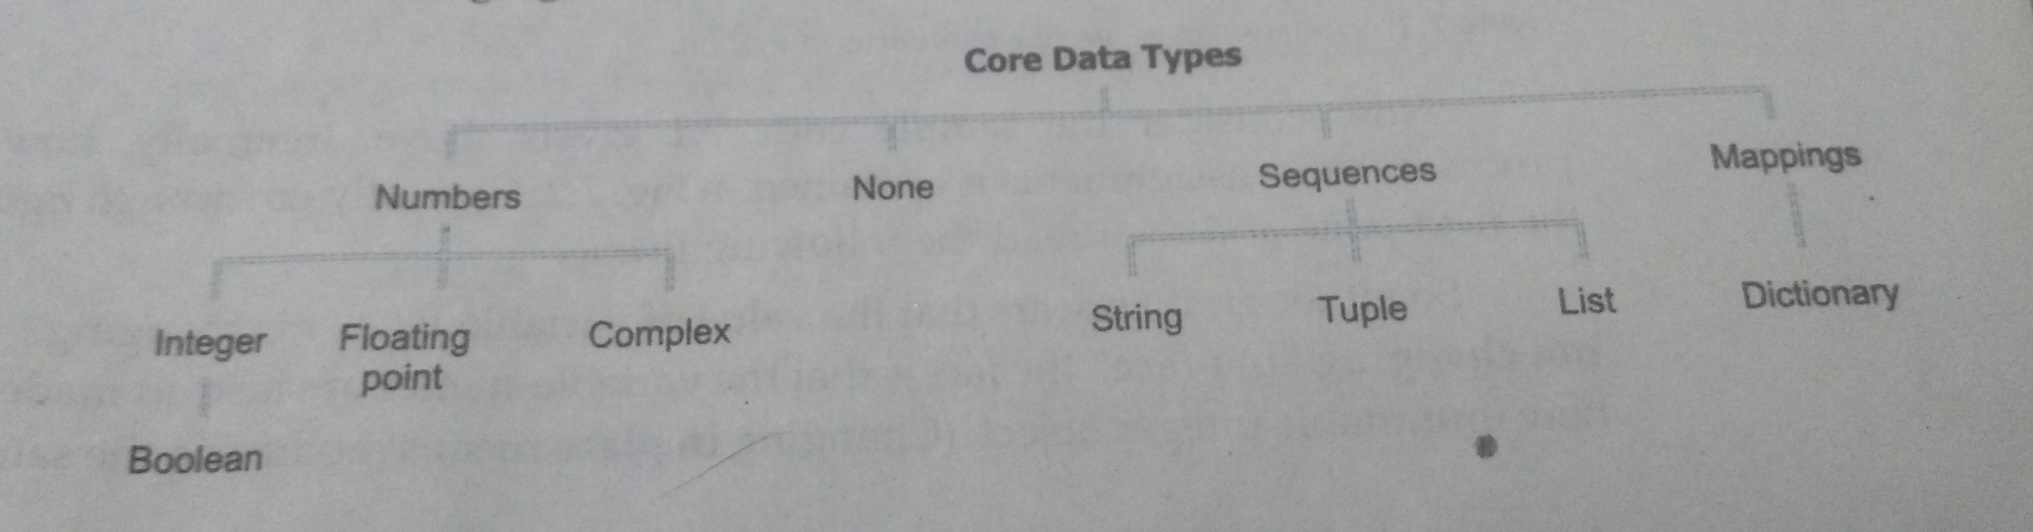 Core Data Types
Numbers
None
Sequences
Mappings
Integer
Floating
point
Complex
String
Tuple
List
Dictionary
Boolean